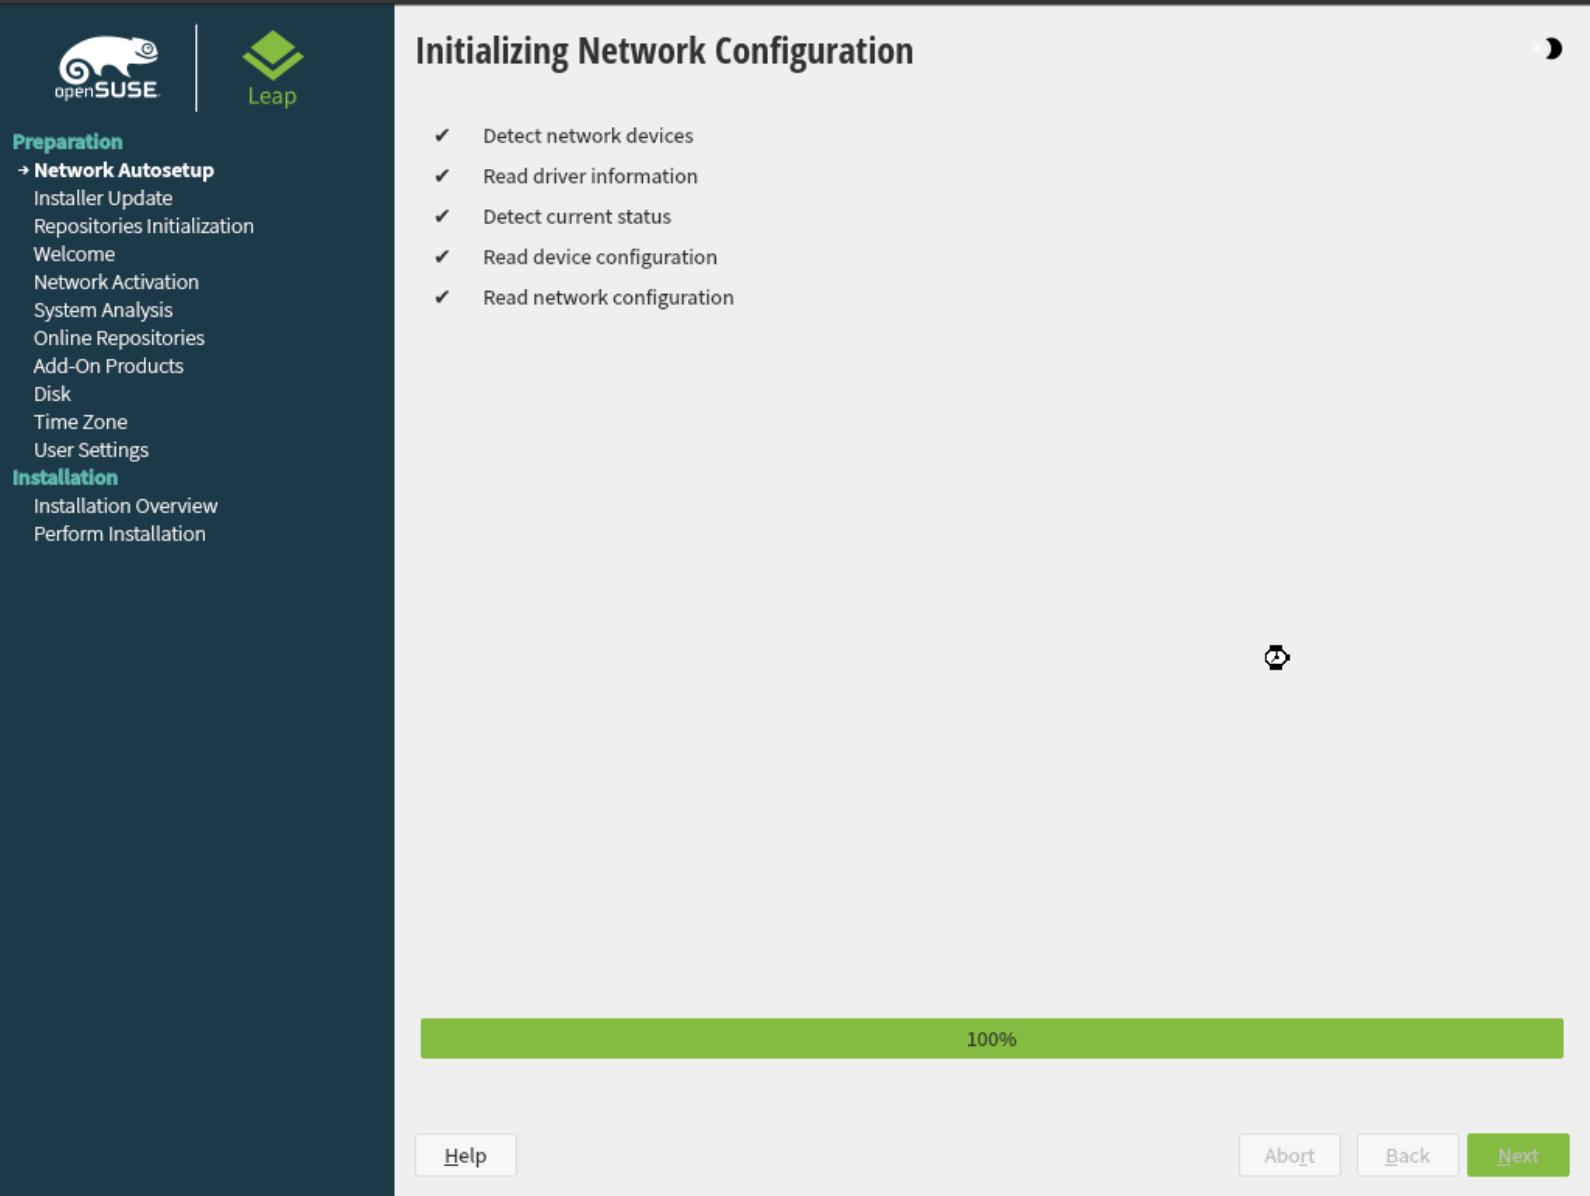 openSUSE.
Leap
Preparation
→ Network Autosetup
Installer Update
Repositories Initialization
Welcome
Network Activation
System Analysis
Online Repositories
Add-On Products
Disk
Time Zone
User Settings
Installation
Installation Overview
Perform Installation
Initializing Network Configuration
✔ Detect network devices
✔ Read driver information
✔ Detect current status
✔ Read device configuration
✔ Read network configuration
100%
Help
Abort
Back
Next